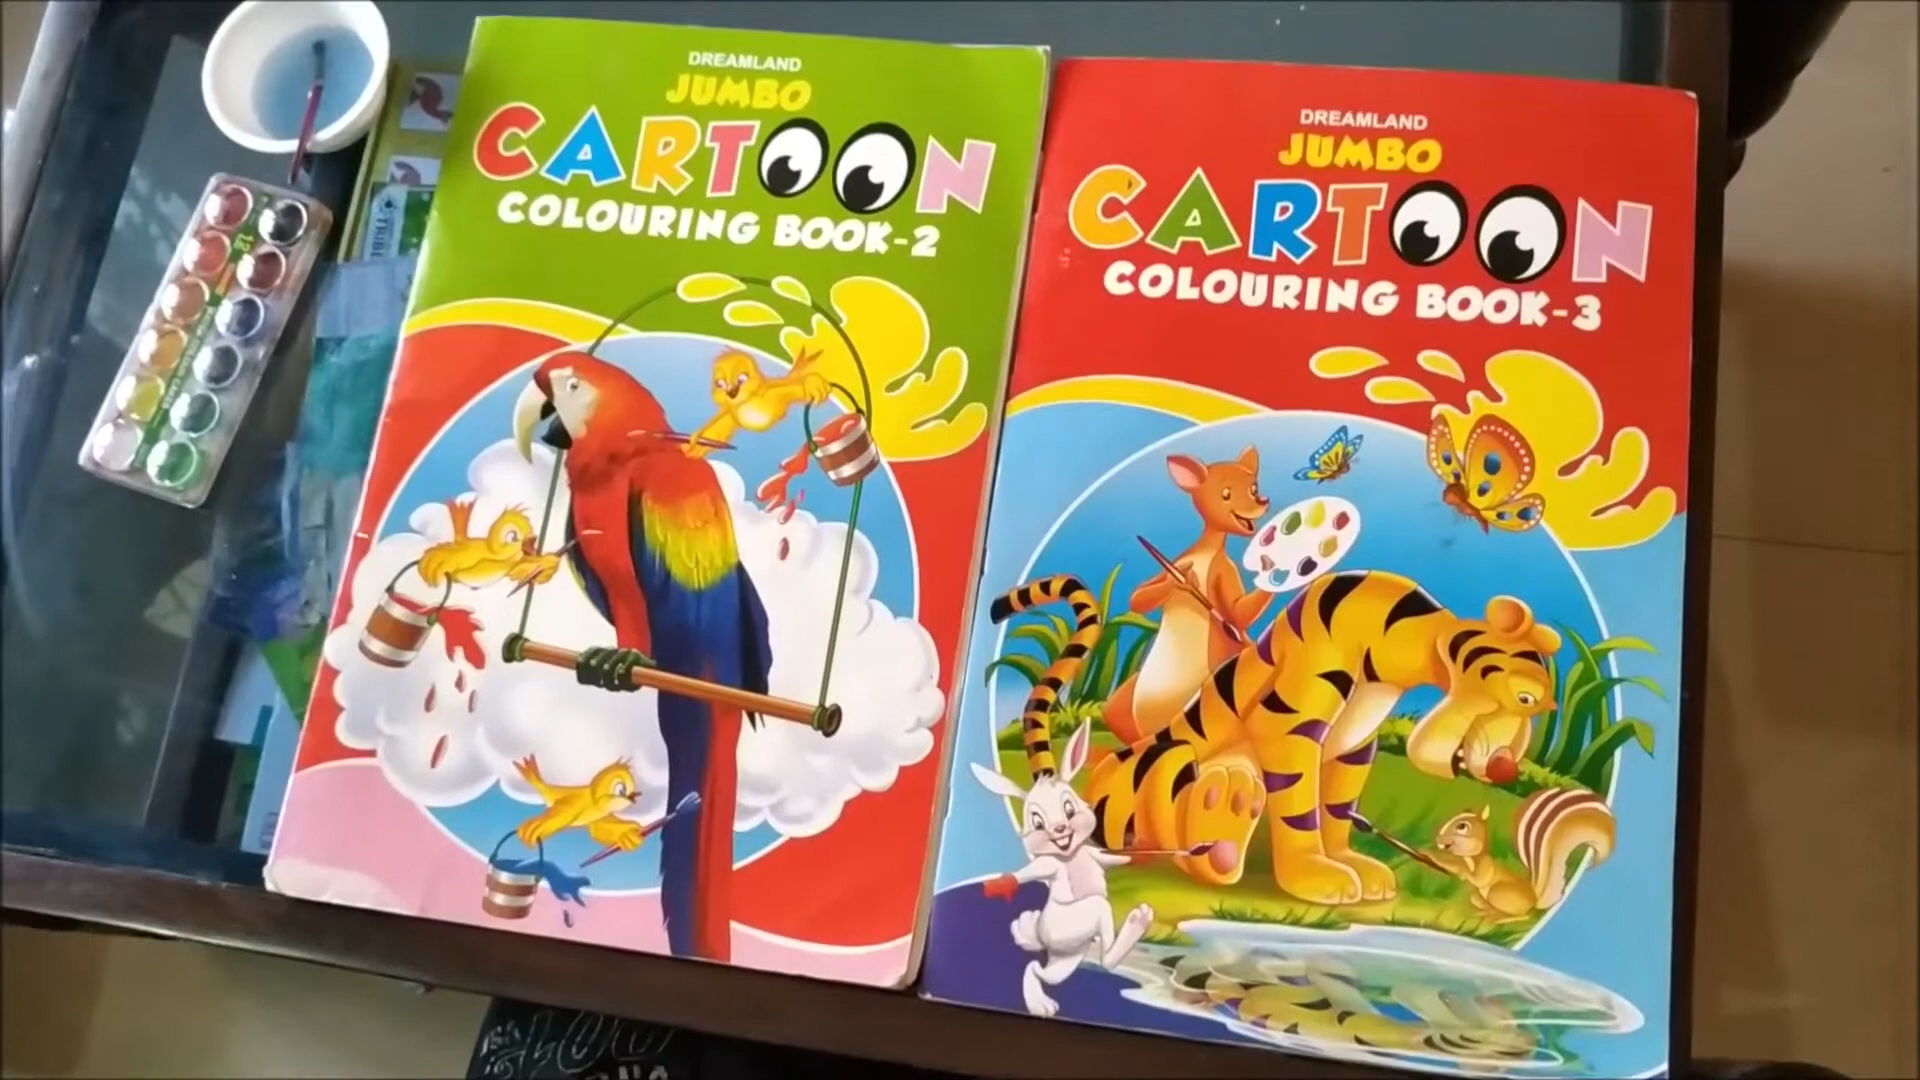 DREAMLAND
JUMBO
CARTOON
COLOURING BOOK-2
DREAMLAND
JUMBO
CARTOON
COLOURING BOOK-3